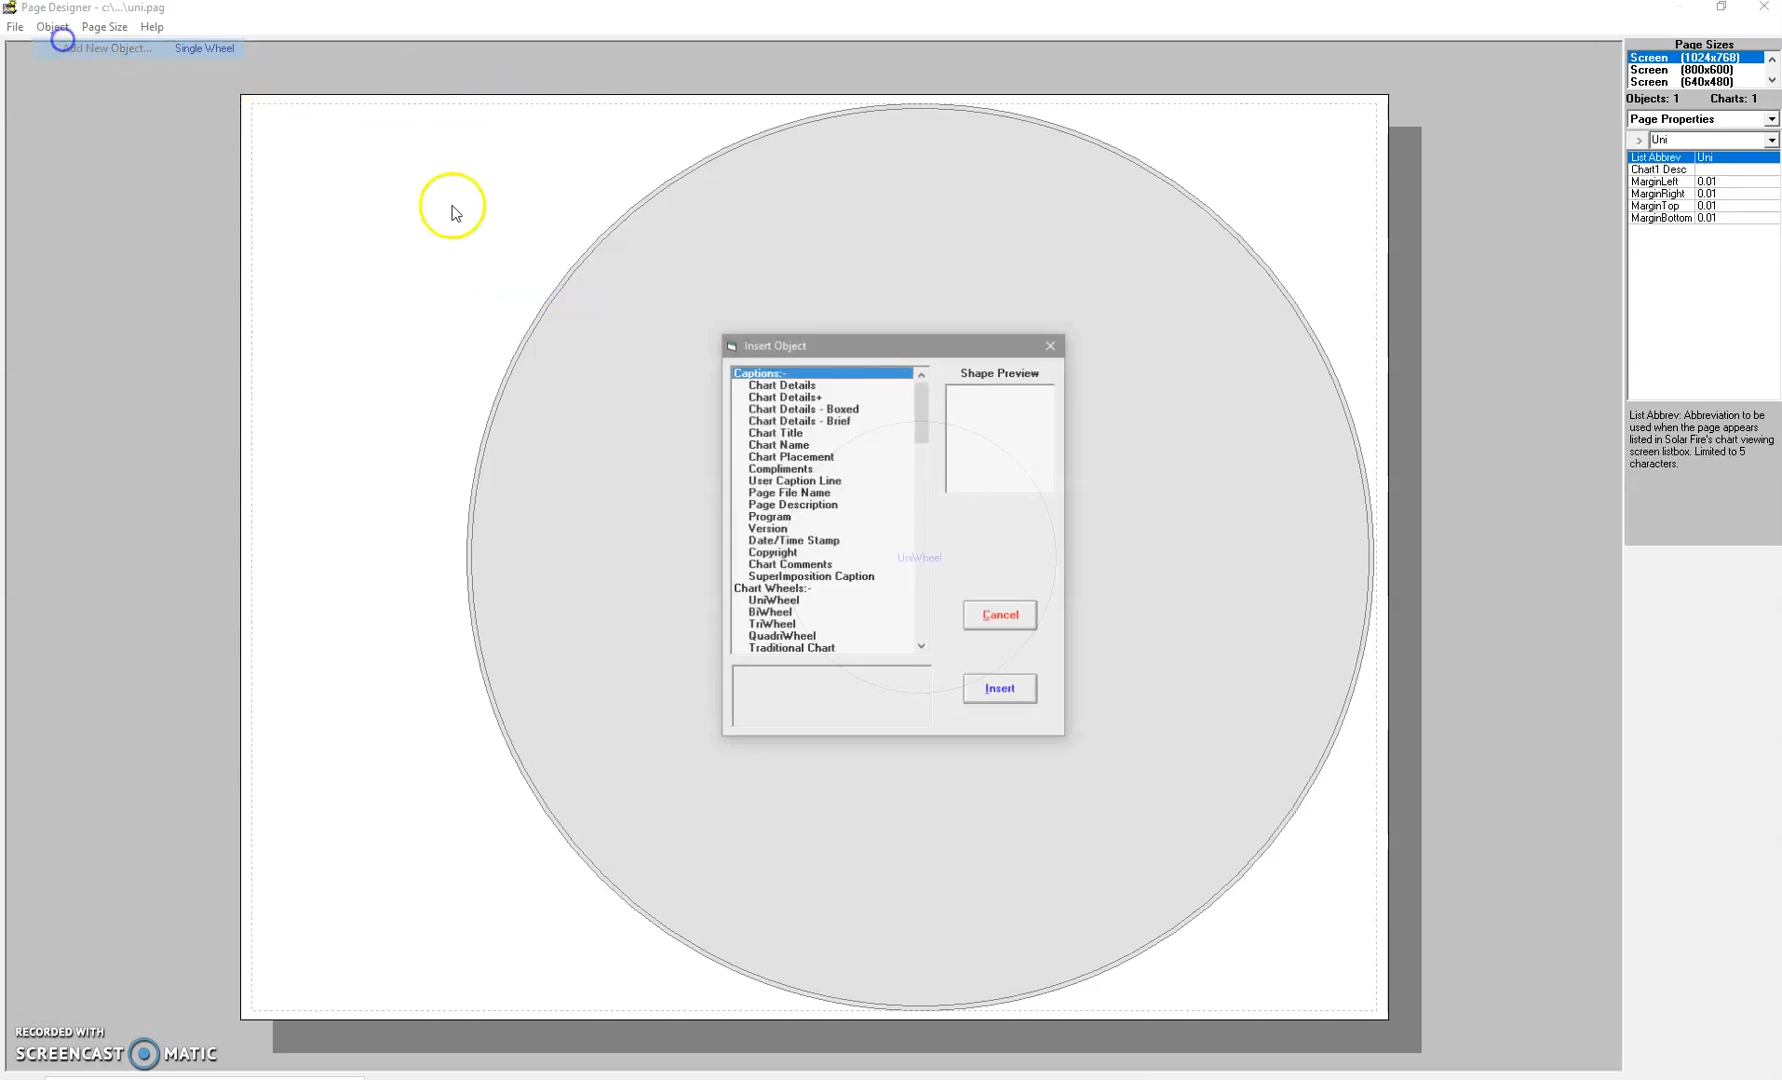 Page Designer - c:\...\uni.pag
File Object Page Size Help
Add New Object... Single Wheel
Page Sizes
Screen (1024x768)
Screen (800x600)
Screen (640x480)
Objects: 1 Charts: 1
Page Properties
Uni
List Abbrev Uni
Chart1 Desc
MarginLeft 0.01
MarginRight 0.01
MarginTop 0.01
MarginBottom 0.01
List Abbrev: Abbreviation to be
used when the page appears
listed in Solar Fire's chart viewing
screen listbox. Limited to 5
characters.
Insert Object
Captions:-
Chart Details
Chart Details+
Chart Details - Boxed
Chart Details - Brief
Chart Title
Chart Name
Chart Placement
Compliments
User Caption Line
Page File Name
Page Description
Program
Version
Date/Time Stamp
Copyright
Chart Comments
SuperImposition Caption
Chart Wheels:-
UniWheel
BiWheel
TriWheel
QuadriWheel
Traditional Chart
Shape Preview
UniWheel
Cancel
Insert
RECORDED WITH
SCREENCAST MATIC